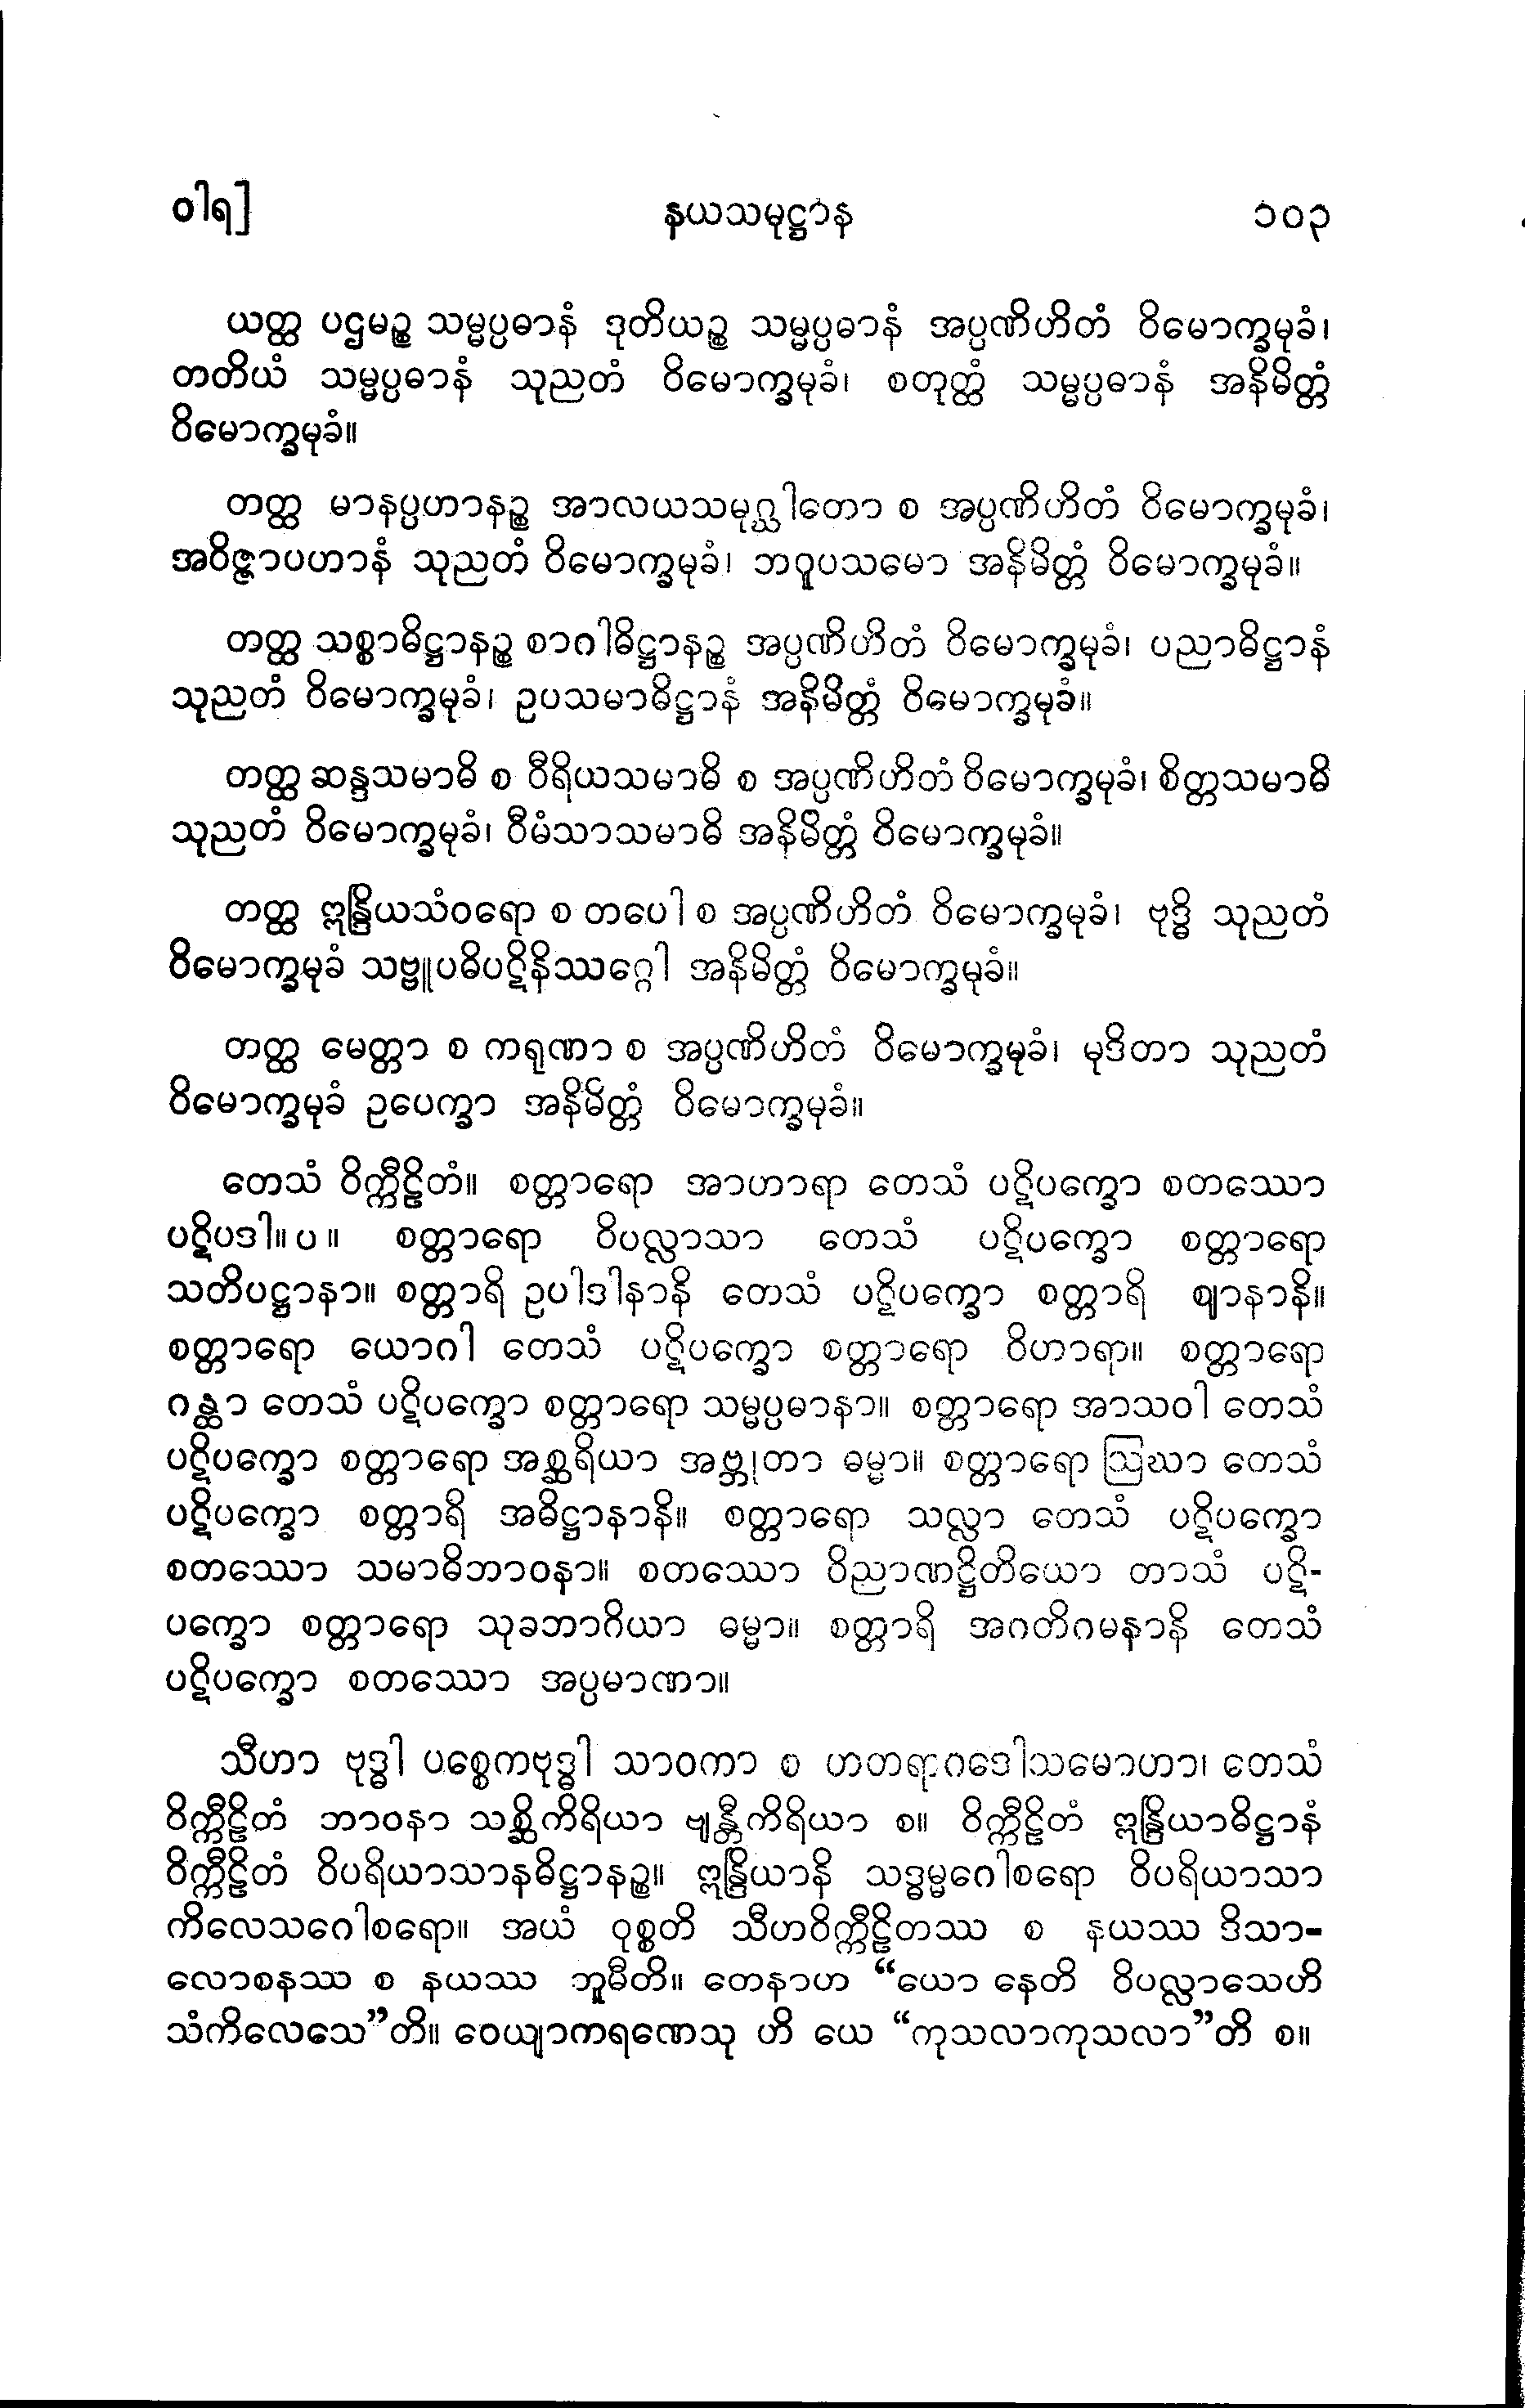 ဝါရ]
နယသမုဋ္ဌာန
၁၀၃
ယတ္ထ ပဌမဉ္စ သမ္မပ္ပဓာနံ ဒုတိယဉ္စ သမ္မပ္ပဓာနံ အပ္ပဏိဟိတံ ဝိမောက္ခမုခံ၊
တတိယံ သမ္မပ္ပဓာနံ သုညတံ ဝိမောက္ခမုခံ၊ စတုတ္ထံ သမ္မပ္ပဓာနံ အနိမိတ္တံ
ဝိမောက္ခမုခံ။
တတ္ထ မာနပ္ပဟာနဉ္စ အာလယသမုဂ္ဃါတော စ အပ္ပဏိဟိတံ ဝိမောက္ခမုခံ၊
အဝိဇ္ဇာပဟာနံ သုညတံ ဝိမောက္ခမုခံ၊ ဘဝူပသမော အနိမိတ္တံ ဝိမောက္ခမုခံ။
တတ္ထ သစ္စာဓိဋ္ဌာနဉ္စ စာဂါဓိဋ္ဌာနဉ္စ အပ္ပဏိဟိတံ ဝိမောက္ခမုခံ၊ ပညာဓိဋ္ဌာနံ
သုညတံ ဝိမောက္ခမုခံ၊ ဥပသမာဓိဋ္ဌာနံ အနိမိတ္တံ ဝိမောက္ခမုခံ။
တတ္ထ ဆန္ဒသမာဓိ စ ဝီရိယသမာဓိ စ အပ္ပဏိဟိတံ ဝိမောက္ခမုခံ၊ စိတ္တသမာဓိ
သုညတံ ဝိမောက္ခမုခံ၊ ဝီမံသာသမာဓိ အနိမိတ္တံ ဝိမောက္ခမုခံ။
တတ္ထ ဣန္ဒြိယသံဝရော စ တပေါ စ အပ္ပဏိဟိတံ ဝိမောက္ခမုခံ၊ ဗုဒ္ဓိ သုညတံ
ဝိမောက္ခမုခံ သဗ္ဗူပဓိပဋိနိဿဂ္ဂေါ အနိမိတ္တံ ဝိမောက္ခမုခံ။
တတ္ထ မေတ္တာ စ ကရုဏာ စ အပ္ပဏိဟိတံ ဝိမောက္ခမုခံ၊ မုဒိတာ သုညတံ
ဝိမောက္ခမုခံ ဥပေက္ခာ အနိမိတ္တံ ဝိမောက္ခမုခံ။
တေသံ ဝိက္ကီဠိတံ။ စတ္တာရော အာဟာရာ တေသံ ပဋိပက္ခော စတဿော
ပဋိပဒါ။ပ။ စတ္တာရော ဝိပလ္လာသာ တေသံ ပဋိပက္ခော စတ္တာရော
သတိပဋ္ဌာနာ။ စတ္တာရိ ဥပါဒါနာနိ တေသံ ပဋိပက္ခော စတ္တာရိ ဈာနာနိ။
စတ္တာရော ယောဂါ တေသံ ပဋိပက္ခော စတ္တာရော ဝိဟာရာ။ စတ္တာရော
ဂန္ထာ တေသံ ပဋိပက္ခော စတ္တာရော သမ္မပ္ပဓာနာ။ စတ္တာရော အာသဝါ တေသံ
ပဋိပက္ခော စတ္တာရော အစ္ဆရိယာ အဗ္ဘုတာ ဓမ္မာ။ စတ္တာရော ဩဃာ တေသံ
ပဋိပက္ခော စတ္တာရိ အဓိဋ္ဌာနာနိ။ စတ္တာရော သလ္လာ တေသံ ပဋိပက္ခော
စတဿော သမာဓိဘာဝနာ။ စတဿော ဝိညာဏဋ္ဌိတိယော တာသံ ပဋိ-
ပက္ခော စတ္တာရော သုခဘာဂိယာ ဓမ္မာ။ စတ္တာရိ အဂတိဂမနာနိ တေသံ
ပဋိပက္ခော စတဿော အပ္ပမာဏာ။
သီဟာ ဗုဒ္ဓါ ပစ္စေကဗုဒ္ဓါ သာဝကာ စ ဟတရာဂဒေါသမောဟာ၊ တေသံ
ဝိက္ကီဠိတံ ဘာဝနာ သစ္ဆိကိရိယာ ဗျန္တီကိရိယာ စ။ ဝိက္ကီဠိတံ ဣန္ဒြိယာဓိဋ္ဌာနံ
ဝိက္ကီဠိတံ ဝိပရိယာသာနဓိဋ္ဌာနဉ္စ။ ဣန္ဒြိယာနိ သဒ္ဓမ္မဂေါစရော ဝိပရိယာသာ
ကိလေသဂေါစရော။ အယံ ဝုစ္စတိ သီဟဝိက္ကီဠိတဿ စ နယဿ ဒိသာ-
လောစနဿ စ နယဿ ဘူမီတိ။ တေနာဟ “ယော နေတိ ဝိပလ္လာသေဟိ
သံကိလေသေ”တိ။ ဝေယျာကရဏေသု ဟိ ယေ “ကုသလာကုသလာ”တိ စ။